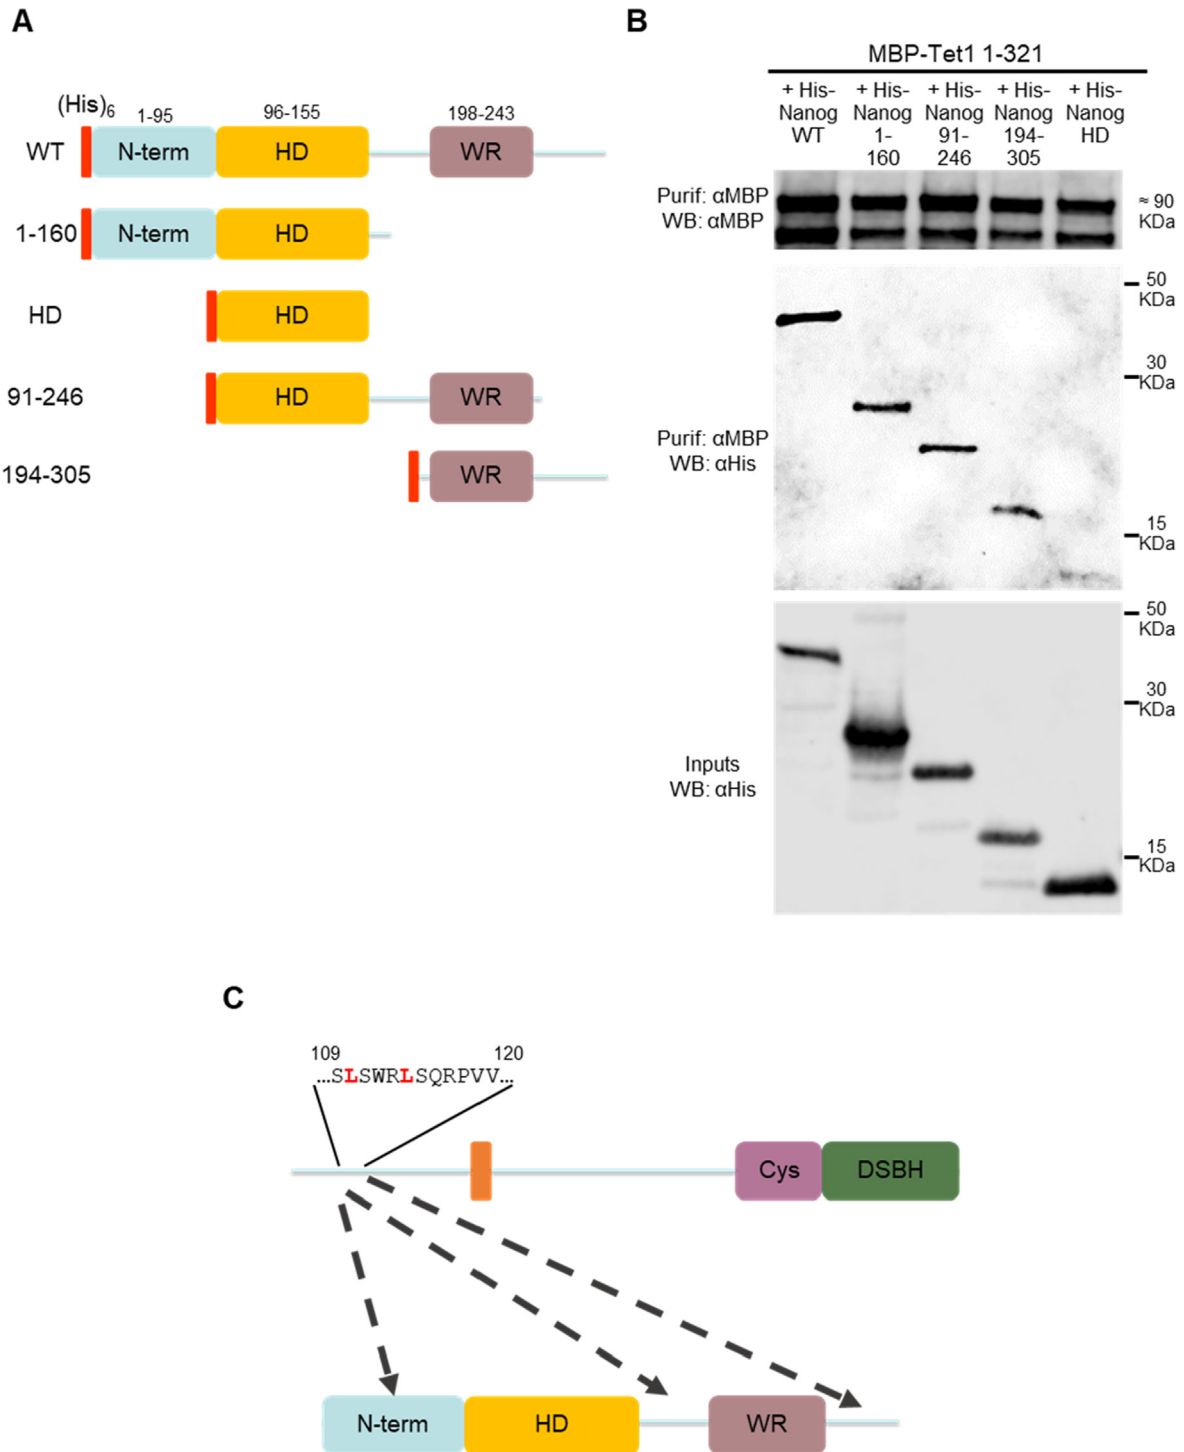 A
(His)6 1-95 96-155 198-243
WT N-term HD WR
1-160 N-term HD
HD HD
91-246 HD WR
194-305 WR
B
MBP-Tet1 1-321
+ His- + His- + His- + His- + His-
Nanog Nanog Nanog Nanog Nanog
WT 1- 91- 194- HD
160 246 305
Purif: αMBP
WB: αMBP
≈ 90
KDa
50
KDa
30
KDa
Purif: αMBP
WB: αHis
15
KDa
50
KDa
30
KDa
Inputs
WB: αHis
15
KDa
C
109 120
...SLSWRLSQRPVV...
Cys DSBH
N-term HD WR